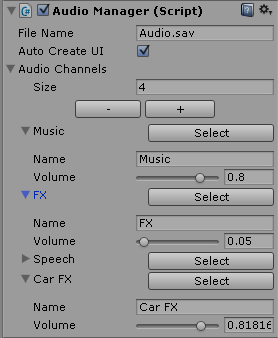 Audio Manager (Script)
File Name Audio.sav
Auto Create UI
Audio Channels
Size 4
- +
Music Select
Name Music
Volume 0.8
FX Select
Name FX
Volume 0.05
Speech Select
Car FX Select
Name Car FX
Volume 0.81816